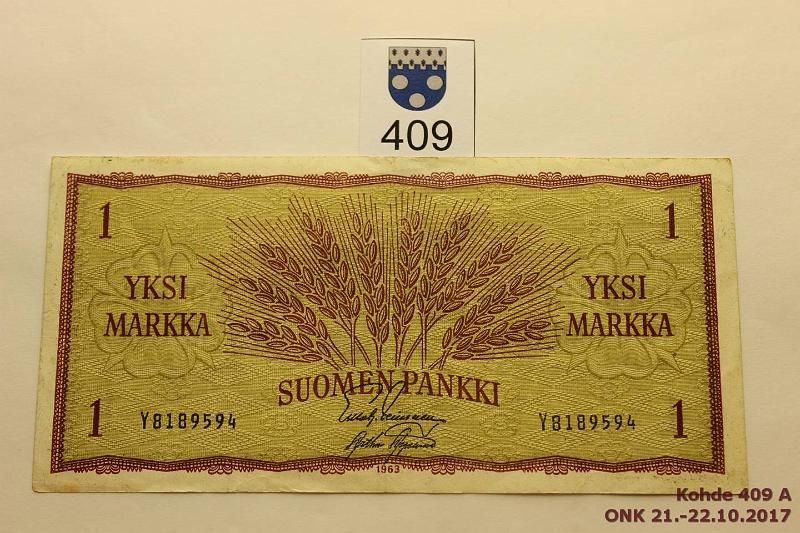 409
1 1
YKSI MARKKA
YKSI MARKKA
SUOMEN PANKKI
1 1
Y8189594 Y8189594
1963
Kohde 409 A
ONK 21.-22.10.2017